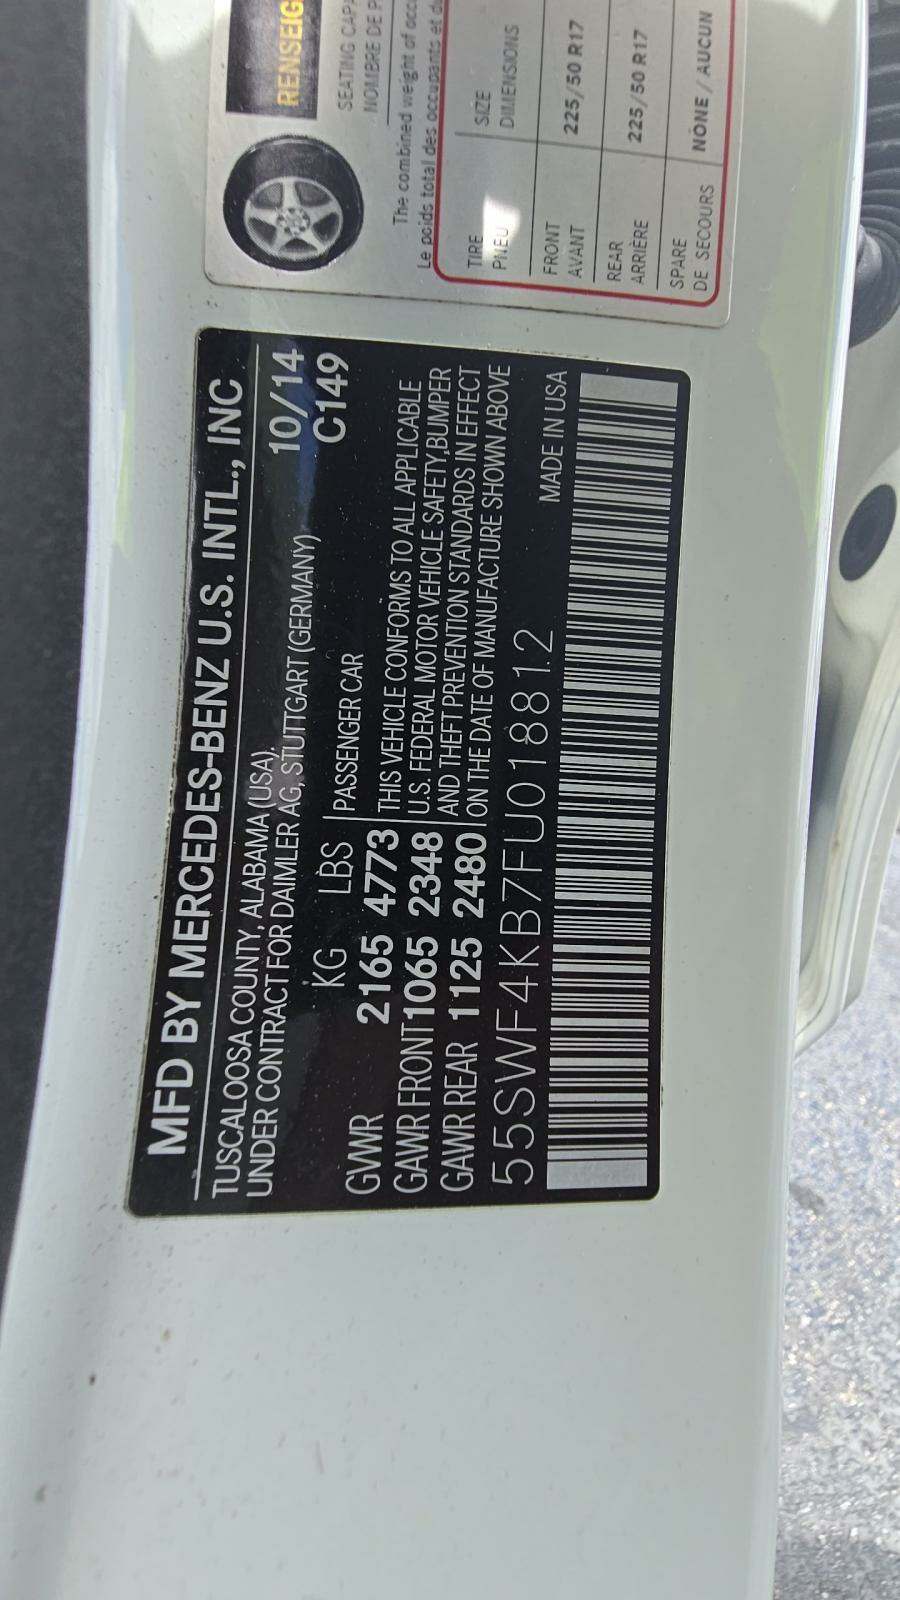 MFD BY MERCEDES-BENZ U.S. INTL., INC
TUSCALOOSA COUNTY, ALABAMA (USA).
10/14
UNDER CONTRACT FOR DAIMLER AG, STUTTGART (GERMANY)
C149
KG LBS PASSENGER CAR
GVWR 2165 4773
GAWR FRONT 1065 2348
GAWR REAR 1125 2480
THIS VEHICLE CONFORMS TO ALL APPLICABLE
U.S. FEDERAL MOTOR VEHICLE SAFETY,BUMPER
AND THEFT PREVENTION STANDARDS IN EFFECT
ON THE DATE OF MANUFACTURE SHOWN ABOVE
55SWF4KB7FU018812
MADE IN USA
SEATING
NOMBRE DE
The combined weight of
Le poids total des occupants et
TIRE SIZE
PNEU DIMENSIONS
FRONT 225/50 R17
AVANT
REAR 225/50 R17
ARRIÈRE
SPARE NONE / AUCUN
DE SECOURS